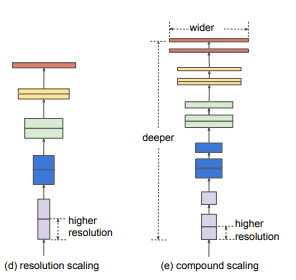 wider
deeper
higher
resolution
higher
resolution
(d) resolution scaling
(e) compound scaling